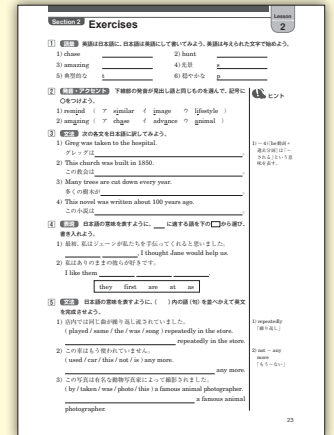 Lesson
2
Section 2 Exercises
1 語彙 英語は日本語に、日本語は英語にして書いてみよう。英語は与えられた文字で始めよう。
1) chase
2) hunt
3) amazing
4) 光景 s
5) 典型的な t
6) 穏やかな p
2 発音・アクセント 下線部の発音が見出し語と同じものを選んで、記号に
〇をつけよう。
1) remind ( ア similar イ image ウ lifestyle )
2) amazing ( ア chase イ advance ウ animal )
ヒント
3 文法 次の各文を日本語に訳してみよう。
1) Greg was taken to the hospital.
グレッグは 。
2) This church was built in 1850.
この教会は 。
3) Many trees are cut down every year.
多くの樹木が 。
4) This novel was written about 100 years ago.
この小説は 。
1)~4) [be動詞+
過去分詞]は「~
される」という意
味を表す。
4 表現 日本語の意味を表すように、 に適する語を下の から選び、
書き入れよう。
1) 最初、私はジェーンが私たちを手伝ってくれると思いました。
, I thought Jane would help us.
2) 私はありのままの彼らが好きです。
I like them .
they first are at as
5 文法 日本語の意味を表すように、( )内の語(句)を並べかえて英文
を完成させよう。
1) 店内では同じ曲が繰り返し流されていました。
( played / same / the / was / song ) repeatedly in the store.
repeatedly in the store.
2) この車はもう使われていません。
( used / car / this / not / is ) any more.
any more.
3) この写真は有名な動物写真家によって撮影されました。
( by / taken / was / photo / this ) a famous animal photographer.
a famous animal
photographer.
1) repeatedly
「繰り返し」
2) not ~ any
more
「もう~ない」
25